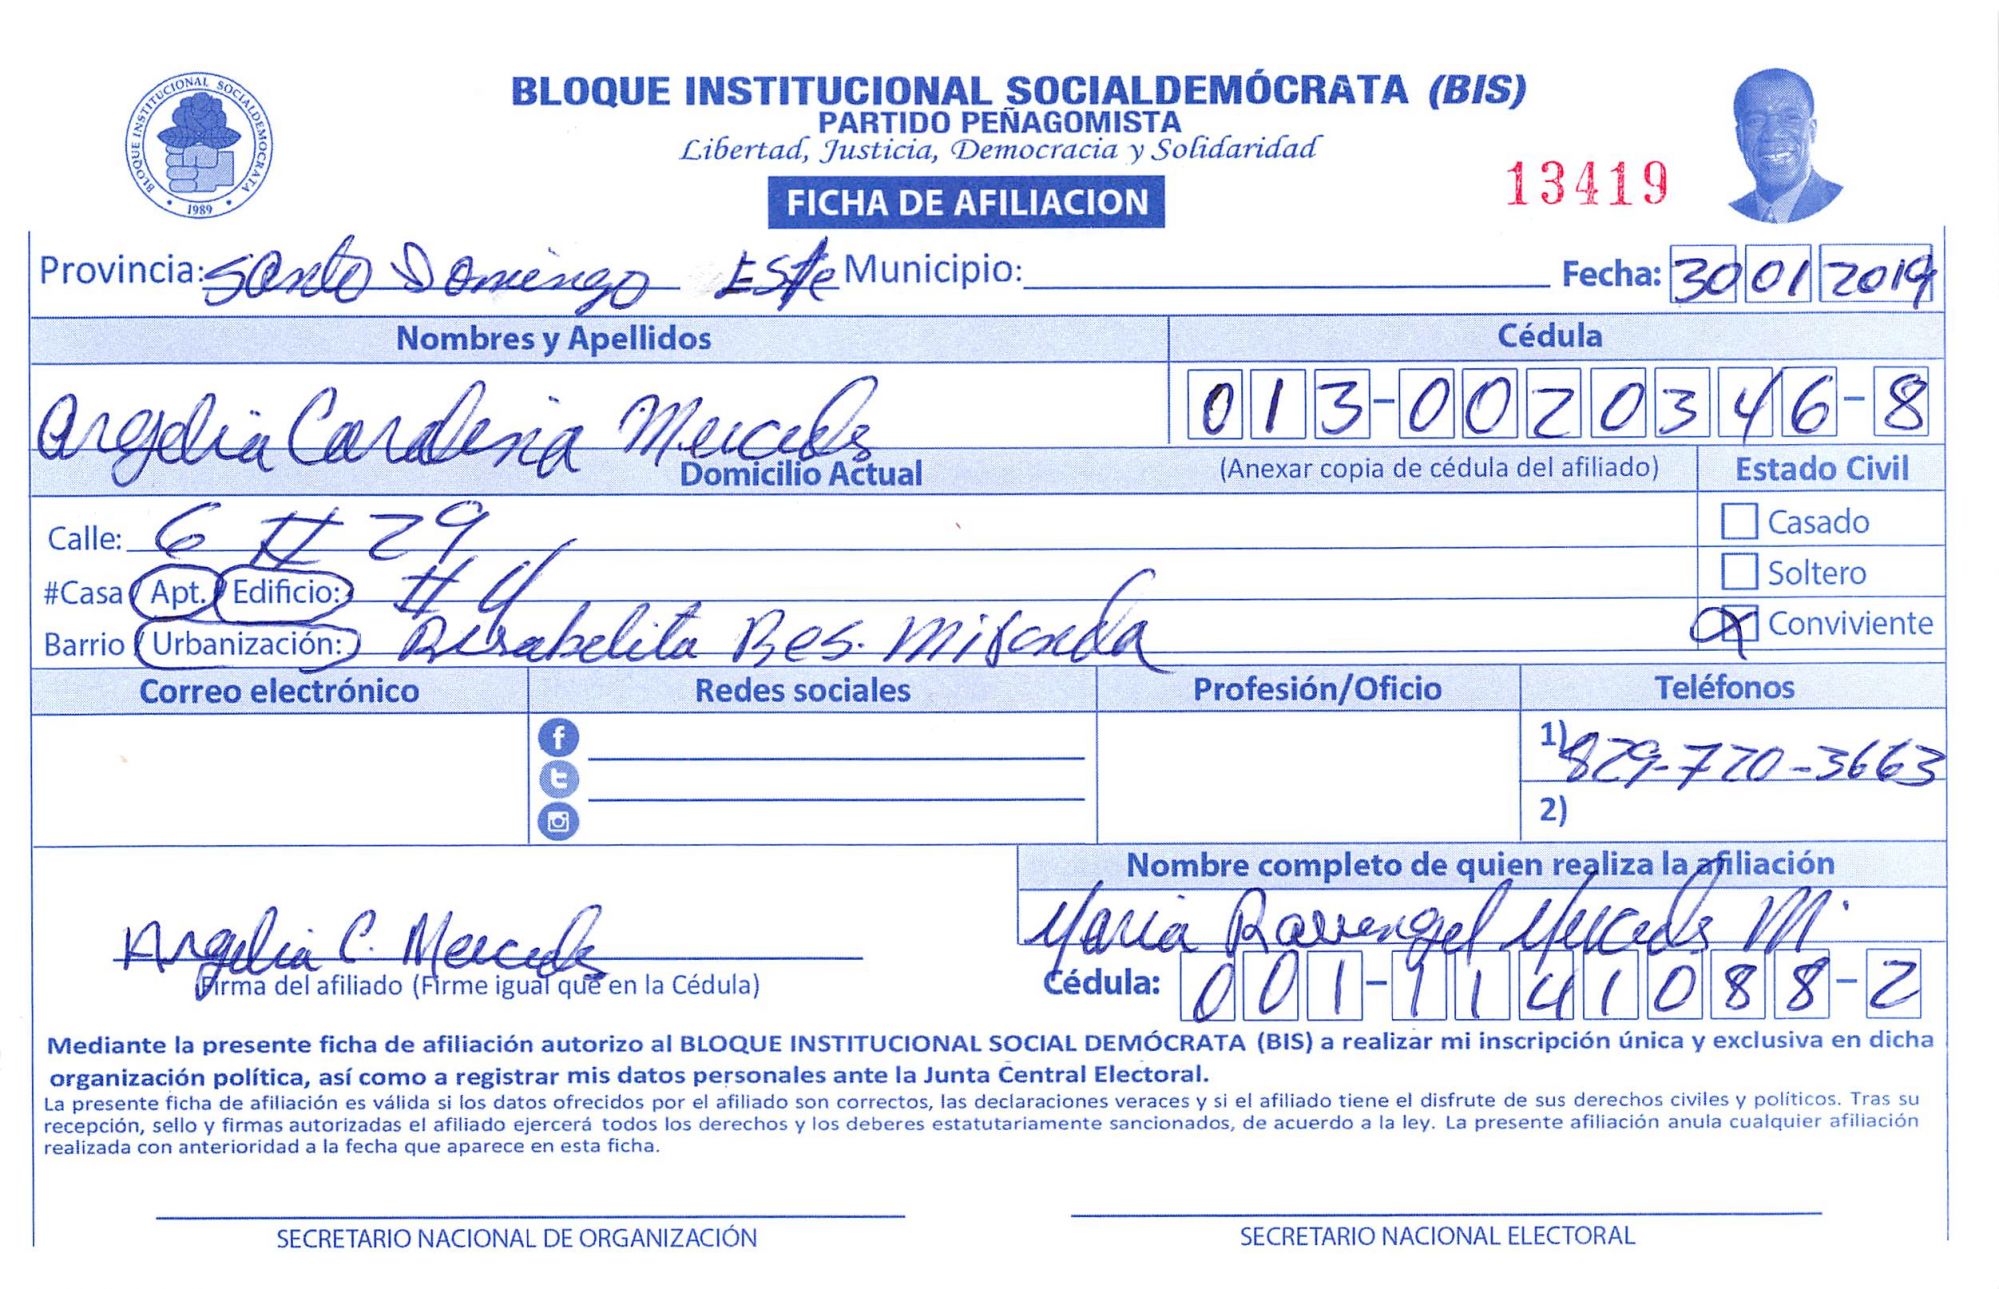 BLOQUE INSTITUCIONAL SOCIALDEMÓCRATA (BIS)
PARTIDO PEÑAGOMISTA
Libertad, Justicia, Democracia y Solidaridad
BLOQUE INSTITUCIONAL SOCIALDEMOCRATA
1989
13419
FICHA DE AFILIACION
Provincia: Santo Domingo Este Municipio: Fecha: 30 01 2019
Nombres y Apellidos Cédula
Argelia Mercedes 013-0020346-8
Domicilio Actual (Anexar copia de cédula del afiliado) Estado Civil
Calle: 6 # 29 Casado
#Casa Apt. Edificio: # 4 Soltero
Barrio Urbanización: Res. Conviviente
Correo electrónico Redes sociales Profesión/Oficio Teléfonos
1) 829-720-3663
2)
Nombre completo de quien realiza la afiliación
Maria Mercedes M.
Argelia C. Mercedes
Firma del afiliado (Firme igual que en la Cédula) Cédula: 001-1141088-2
Mediante la presente ficha de afiliación autorizo al BLOQUE INSTITUCIONAL SOCIAL DEMÓCRATA (BIS) a realizar mi inscripción única y exclusiva en dicha
organización política, así como a registrar mis datos personales ante la Junta Central Electoral.
La presente ficha de afiliación es válida si los datos ofrecidos por el afiliado son correctos, las declaraciones veraces y si el afiliado tiene el disfrute de sus derechos civiles y políticos. Tras su
recepción, sello y firmas autorizadas el afiliado ejercerá todos los derechos y los deberes estatutariamente sancionados, de acuerdo a la ley. La presente afiliación anula cualquier afiliación
realizada con anterioridad a la fecha que aparece en esta ficha.
SECRETARIO NACIONAL DE ORGANIZACIÓN SECRETARIO NACIONAL ELECTORAL